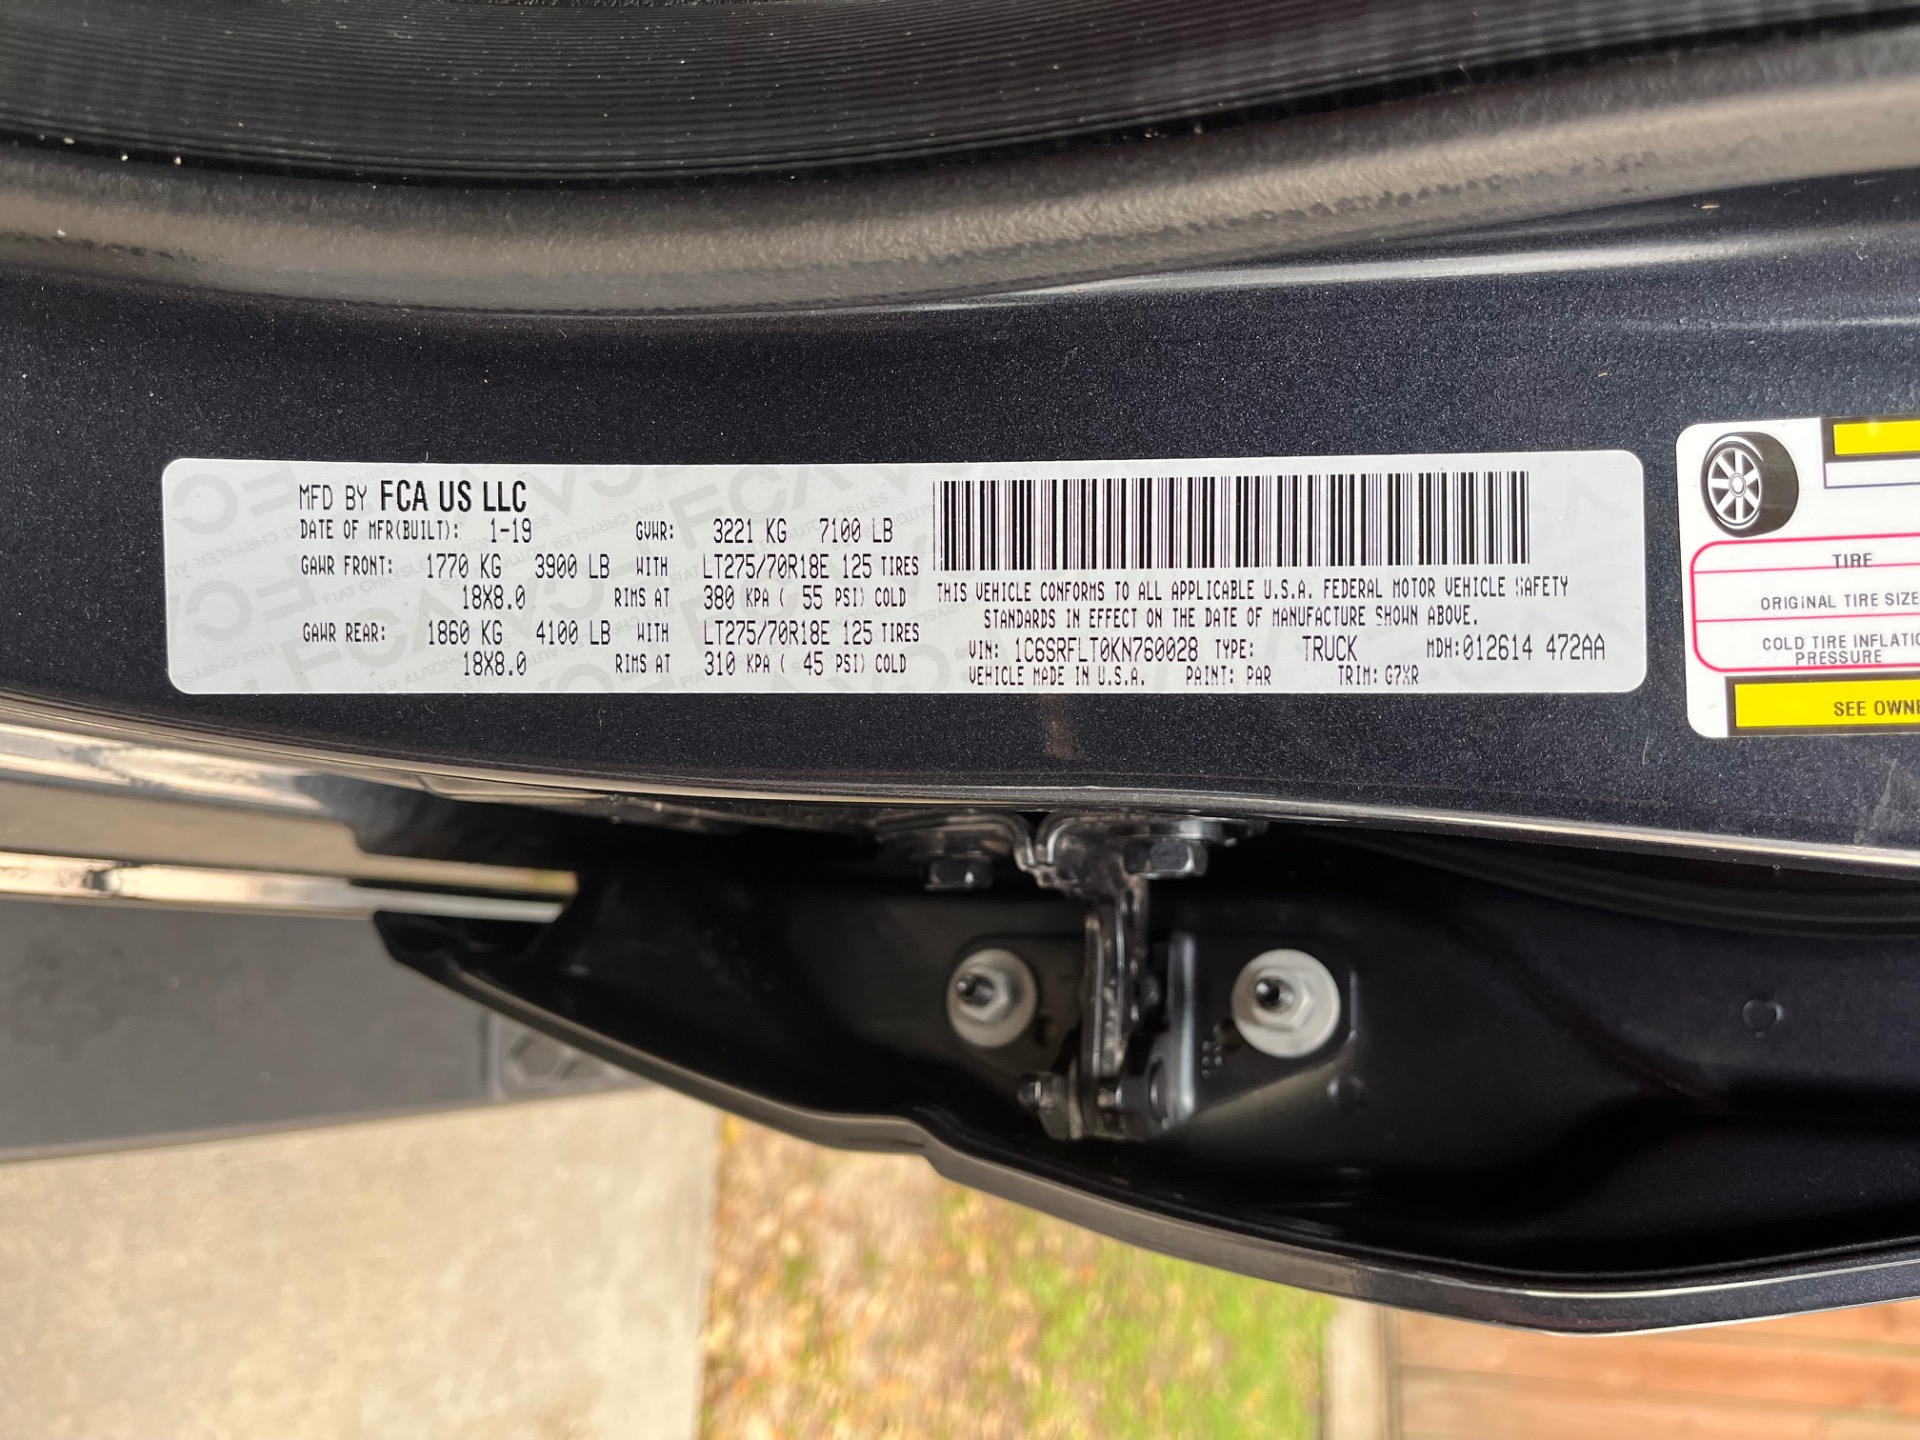 MFD BY FCA US LLC
DATE OF MFR(BUILT): 1-19 GVWR: 3221 KG 7100 LB
GAWR FRONT: 1770 KG 3900 LB WITH LT275/70R18E 125 TIRES
18X8.0 RIMS AT 380 KPA ( 55 PSI) COLD
GAWR REAR: 1860 KG 4100 LB WITH LT275/70R18E 125 TIRES
18X8.0 RIMS AT 310 KPA ( 45 PSI) COLD
THIS VEHICLE CONFORMS TO ALL APPLICABLE U.S.A. FEDERAL MOTOR VEHICLE SAFETY
STANDARDS IN EFFECT ON THE DATE OF MANUFACTURE SHOWN ABOVE.
VIN: 1C6SRFLT0KN760028 TYPE: TRUCK MDH:012614 472AA
VEHICLE MADE IN U.S.A. PAINT: PAR TRIM: G7XR
TIRE
ORIGINAL TIRE SIZE
COLD TIRE INFLATIO
PRESSURE
SEE OWNE